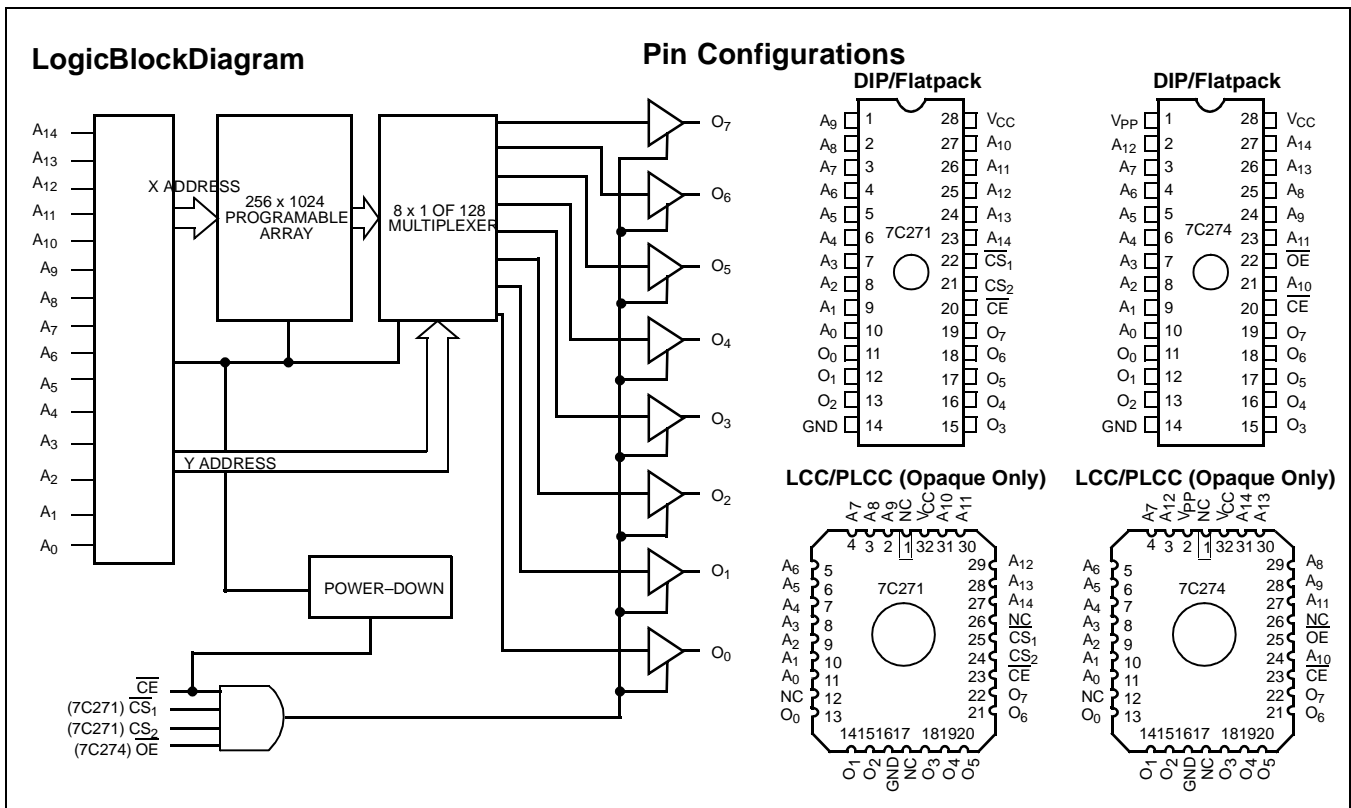 LogicBlockDiagram
A14
A13
A12
A11
A10
A9
A8
A7
A6
A5
A4
A3
A2
A1
A0
X ADDRESS
256 x 1024
PROGRAMABLE
ARRAY
8 x 1 OF 128
MULTIPLEXER
Y ADDRESS
POWER–DOWN
CE
(7C271) CS1
(7C271) CS2
(7C274) OE
O7
O6
O5
O4
O3
O2
O1
O0
Pin Configurations
DIP/Flatpack
A9 1 28 VCC
A8 2 27 A10
A7 3 26 A11
A6 4 25 A12
A5 5 24 A13
A4 6 7C271 23 A14
A3 7 22 CS1
A2 8 21 CS2
A1 9 20 CE
A0 10 19 O7
O0 11 18 O6
O1 12 17 O5
O2 13 16 O4
GND 14 15 O3
DIP/Flatpack
VPP 1 28 VCC
A12 2 27 A14
A7 3 26 A13
A6 4 25 A8
A5 5 24 A9
A4 6 7C274 23 A11
A3 7 22 OE
A2 8 21 A10
A1 9 20 CE
A0 10 19 O7
O0 11 18 O6
O1 12 17 O5
O2 13 16 O4
GND 14 15 O3
LCC/PLCC (Opaque Only)
A7 A8 A9 NC VCC A10 A11
4 3 2 1 32 31 30
A6 5 29 A12
A5 6 7C271 28 A13
A4 7 27 A14
A3 8 26 NC
A2 9 25 CS1
A1 10 24 CS2
A0 11 23 CE
NC 12 22 O7
O0 13 21 O6
14151617 181920
O1 O2 GND NC O3 O4 O5
LCC/PLCC (Opaque Only)
A7 A12 VPP NC VCC A14 A13
4 3 2 1 32 31 30
A6 5 29 A8
A5 6 7C274 28 A9
A4 7 27 A11
A3 8 26 NC
A2 9 25 OE
A1 10 24 A10
A0 11 23 CE
NC 12 22 O7
O0 13 21 O6
14151617 181920
O1 O2 GND NC O3 O4 O5